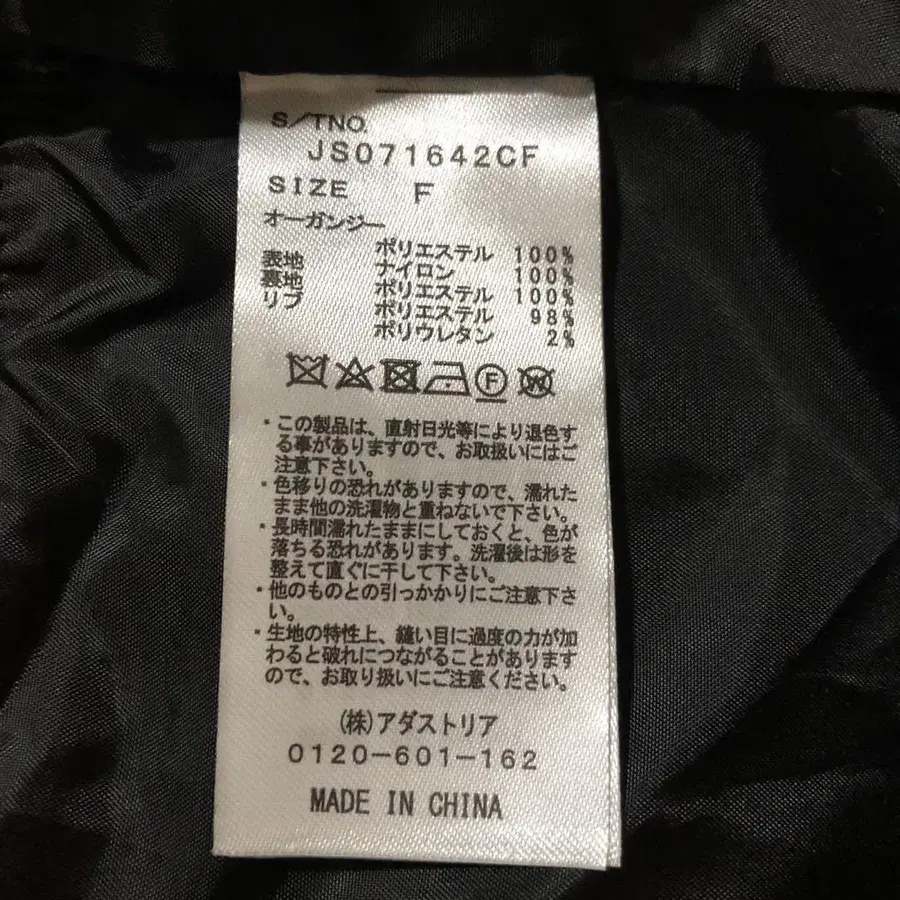 S/TNO.
JS071642CF
SIZE F
オーガンジー
ポリエステル 100%
表地 ナイロン 100%
裏地 ポリエステル 100%
リブ ポリエステル 98%
ポリウレタン 2%
F W
・この製品は、直射日光等により退色す
る事がありますので、お取扱いにはご
注意下さい。
・色移りの恐れがありますので、濡れた
まま他の洗濯物と重ねないで下さい。
・長時間濡れたままにしておくと、色が
落ちる恐れがあります。洗濯後は形を
整えて直ぐに干して下さい。
・他のものとの引っかかりにご注意下さ
い。
・生地の特性上、縫い目に過度の力が加
わると破れにつながることがあります
ので、お取り扱いにご注意ください。
(株)アダストリア
0120-601-162
MADE IN CHINA